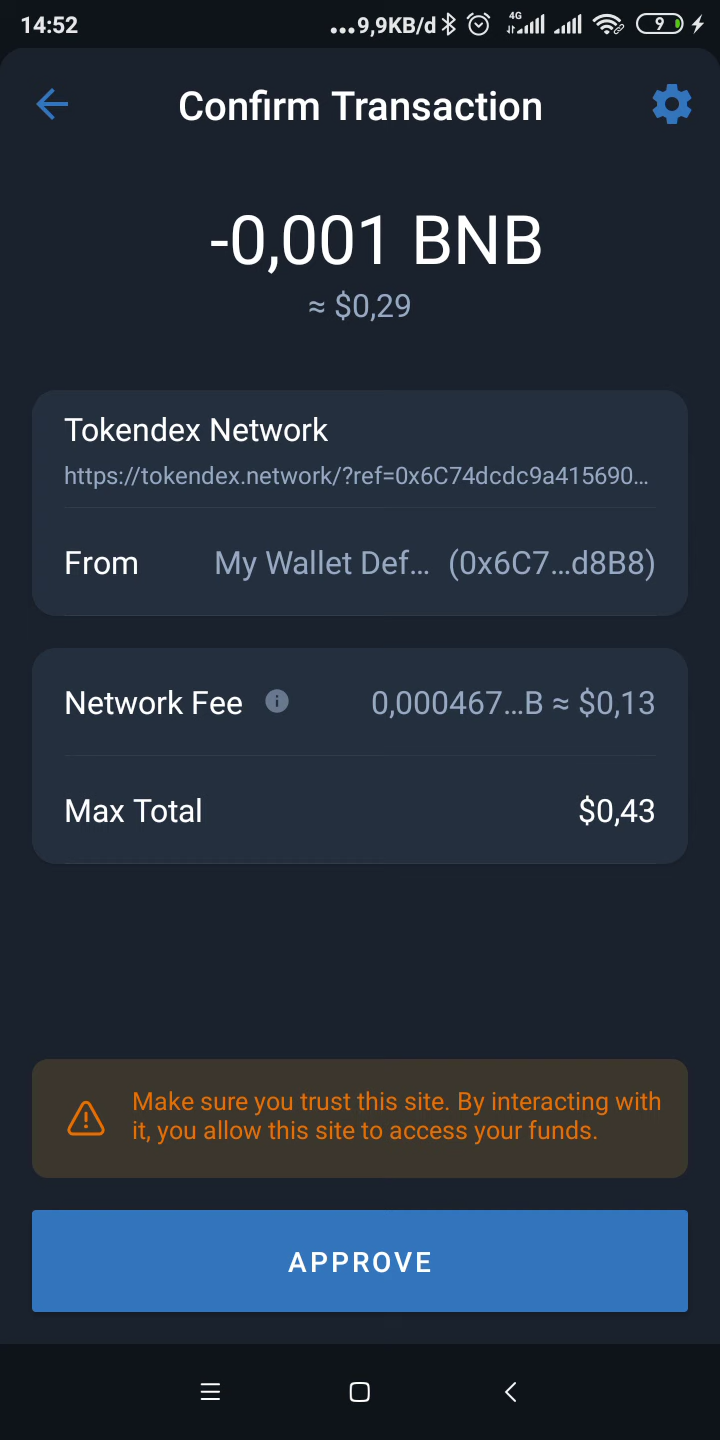 14:52 ...9,9KB/d 4G 9
Confirm Transaction
-0,001 BNB
≈ $0,29
Tokendex Network
https://tokendex.network/?ref=0x6C74dcdc9a415690...
From My Wallet Def... (0x6C7...d8B8)
Network Fee 0,000467...B ≈ $0,13
Max Total $0,43
Make sure you trust this site. By interacting with
it, you allow this site to access your funds.
APPROVE